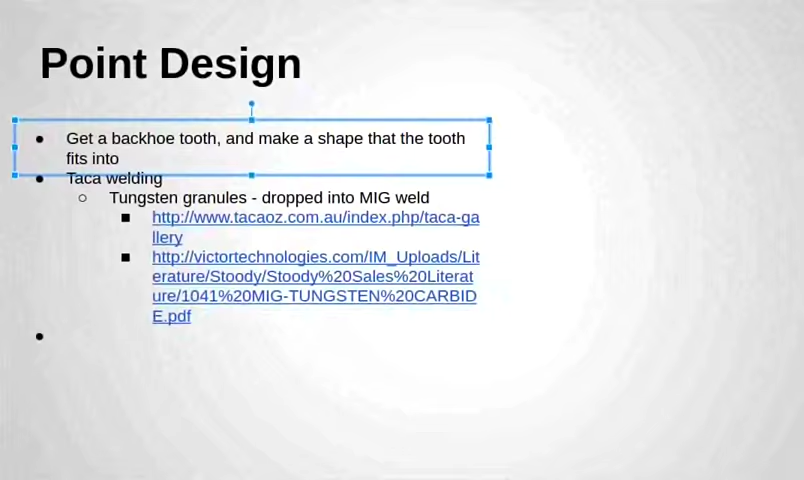 Point Design
● Get a backhoe tooth, and make a shape that the tooth
fits into
● Taca welding
○ Tungsten granules - dropped into MIG weld
■ http://www.tacaoz.com.au/index.php/taca-ga
llery
■ http://victortechnologies.com/IM_Uploads/Lit
erature/Stoody/Stoody%20Sales%20Literat
ure/1041%20MIG-TUNGSTEN%20CARBID
E.pdf
●